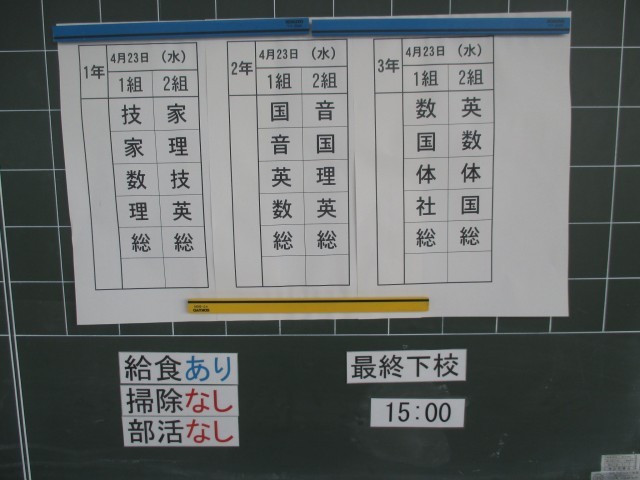 1年 4月23日 (水)
1組 2組
技 家
家 理
数 技
理 英
総 総
2年 4月23日 (水)
1組 2組
国 音
音 国
英 理
数 英
総 総
3年 4月23日 (水)
1組 2組
数 英
国 数
体 体
社 国
総 総
給食あり
掃除なし
部活なし
最終下校
15:00